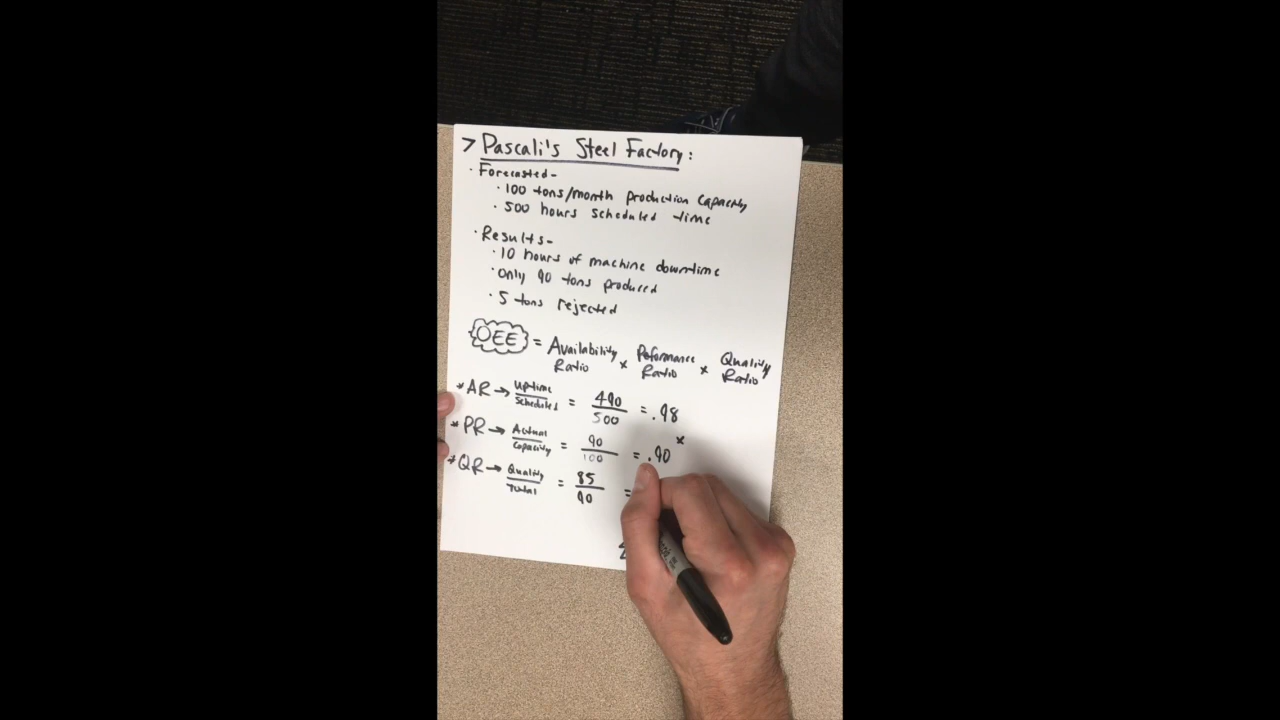 > Pascali's Steel Factory:
· Forecasted-
· 100 tons/month production capacity
· 500 hours scheduled time
· Results-
· 10 hours of machine downtime
· Only 90 tons produced
· 5 tons rejected
OEE = Availability Ratio x Peformance Ratio x Quality Ratio
* AR → Uptime / Scheduled = 490 / 500 = .98
x
* PR → Actual / Capacity = 90 / 100 = .90
* QR → Quality / Total = 85 / 90 =